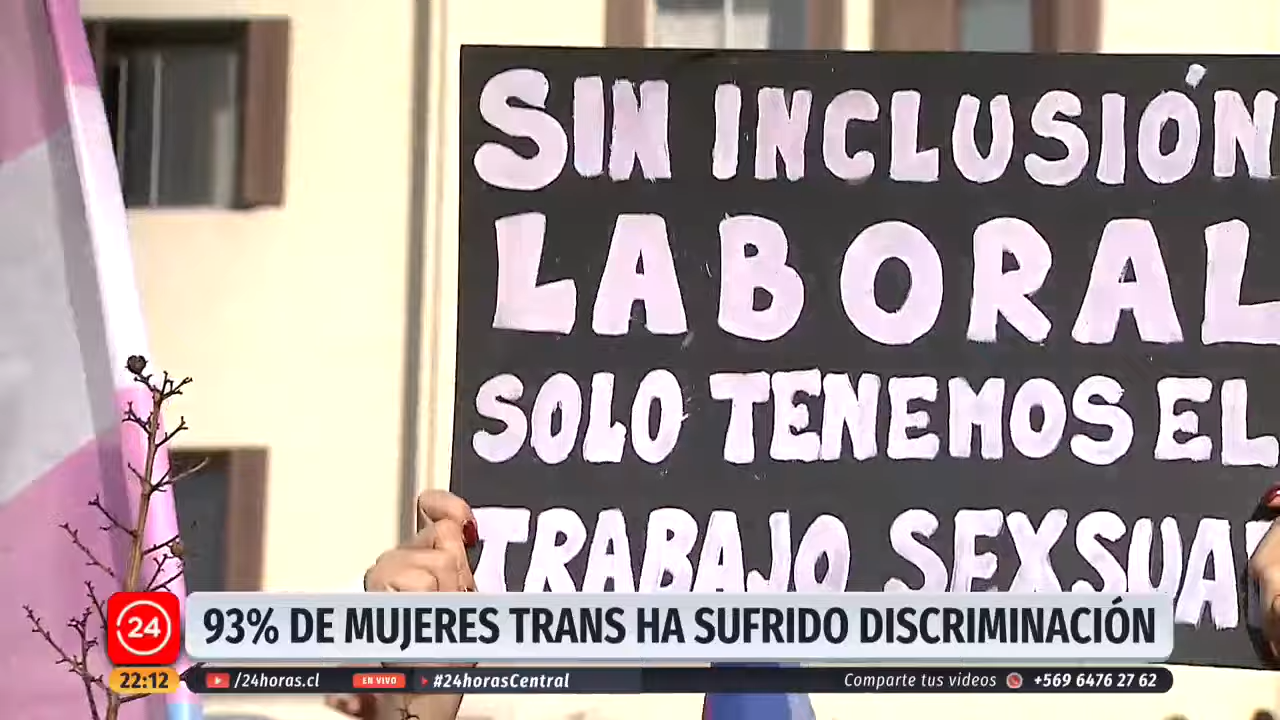 SIN INCLUSIÓN
LABORAL
SOLO TENEMOS EL
TRABAJO SEXSUAL
24
93% DE MUJERES TRANS HA SUFRIDO DISCRIMINACIÓN
22:12
/24horas.cl
EN VIVO
#24horasCentral
Comparte tus videos
+569 6476 27 62